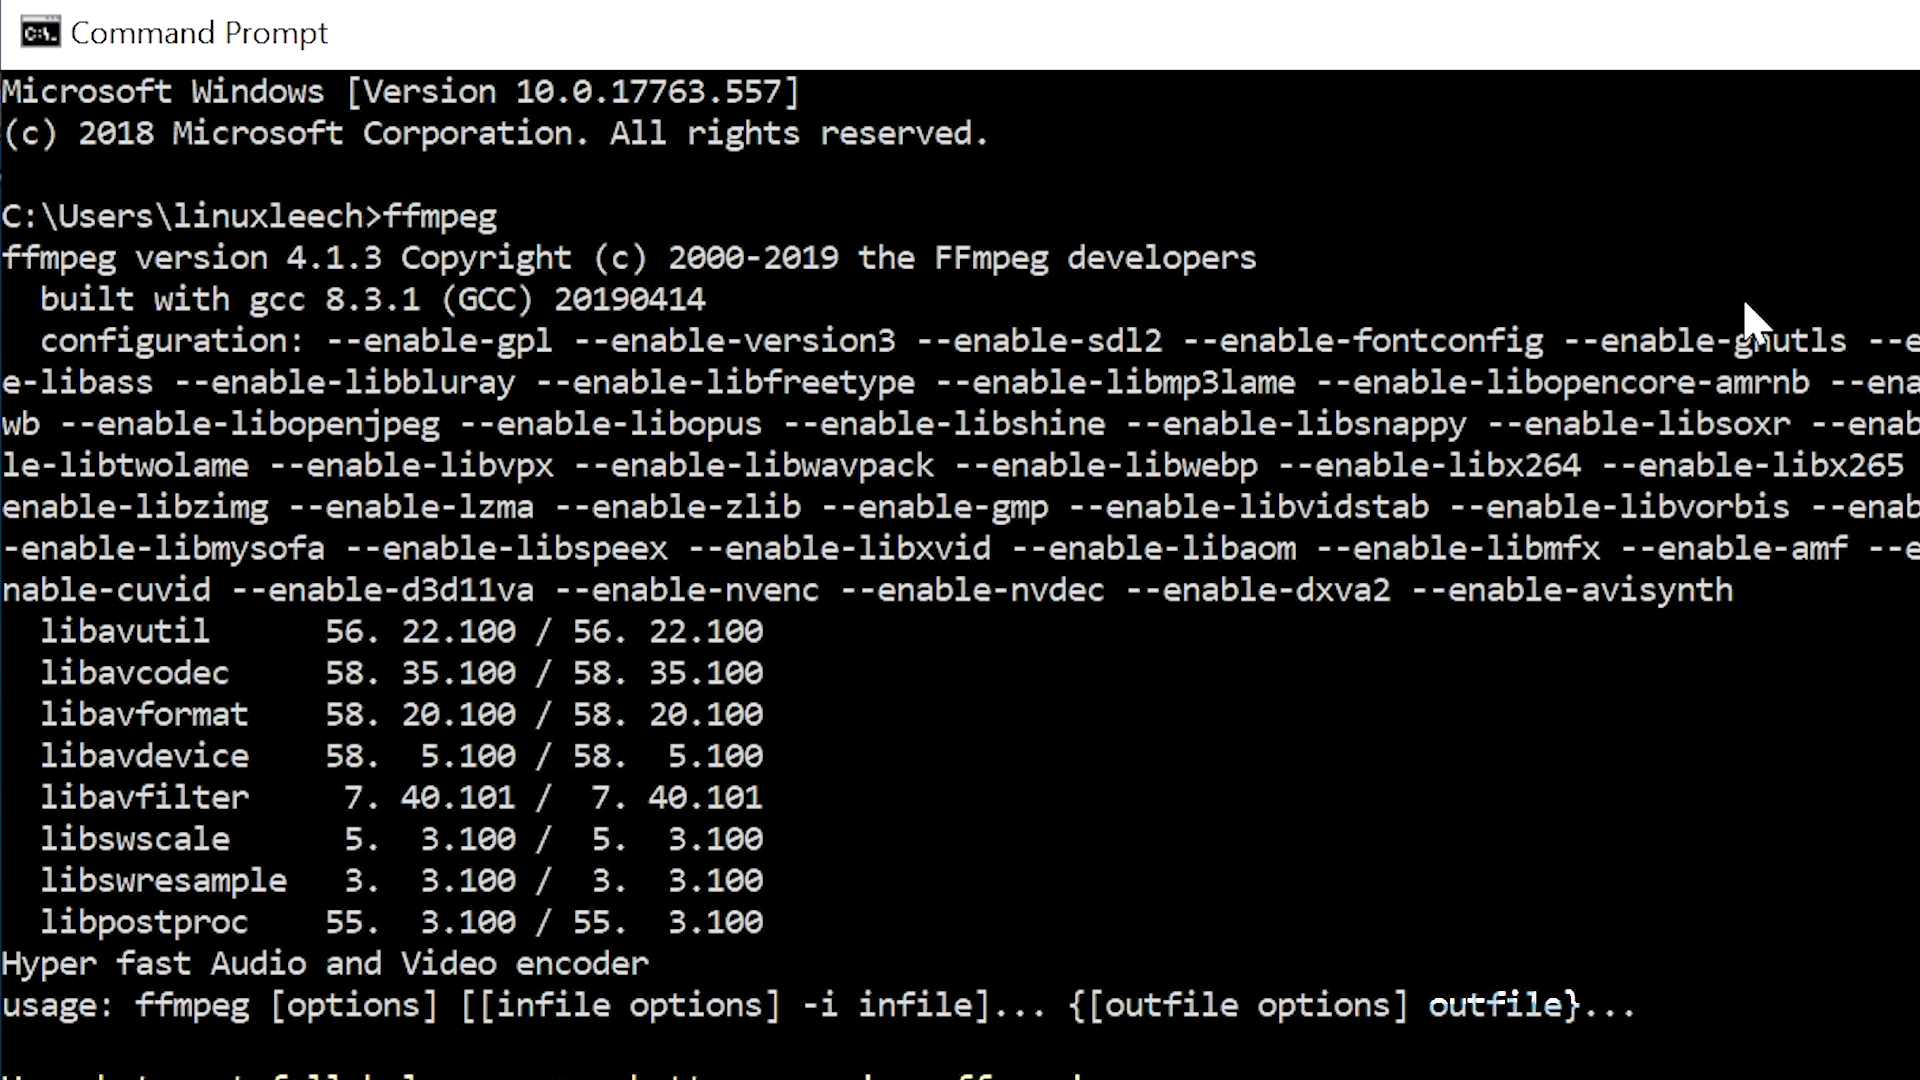 Command Prompt
Microsoft Windows [Version 10.0.17763.557]
(c) 2018 Microsoft Corporation. All rights reserved.
C:\Users\linuxleech>ffmpeg
ffmpeg version 4.1.3 Copyright (c) 2000-2019 the FFmpeg developers
  built with gcc 8.3.1 (GCC) 20190414
  configuration: --enable-gpl --enable-version3 --enable-sdl2 --enable-fontconfig --enable-gnutls --e
e-libass --enable-libbluray --enable-libfreetype --enable-libmp3lame --enable-libopencore-amrnb --ena
wb --enable-libopenjpeg --enable-libopus --enable-libshine --enable-libsnappy --enable-libsoxr --enab
le-libtwolame --enable-libvpx --enable-libwavpack --enable-libwebp --enable-libx264 --enable-libx265
enable-libzimg --enable-lzma --enable-zlib --enable-gmp --enable-libvidstab --enable-libvorbis --enab
-enable-libmysofa --enable-libspeex --enable-libxvid --enable-libaom --enable-libmfx --enable-amf --e
nable-cuvid --enable-d3d11va --enable-nvenc --enable-nvdec --enable-dxva2 --enable-avisynth
  libavutil      56. 22.100 / 56. 22.100
  libavcodec     58. 35.100 / 58. 35.100
  libavformat    58. 20.100 / 58. 20.100
  libavdevice    58.  5.100 / 58.  5.100
  libavfilter     7. 40.101 /  7. 40.101
  libswscale      5.  3.100 /  5.  3.100
  libswresample   3.  3.100 /  3.  3.100
  libpostproc    55.  3.100 / 55.  3.100
Hyper fast Audio and Video encoder
usage: ffmpeg [options] [[infile options] -i infile]... {[outfile options] outfile}...